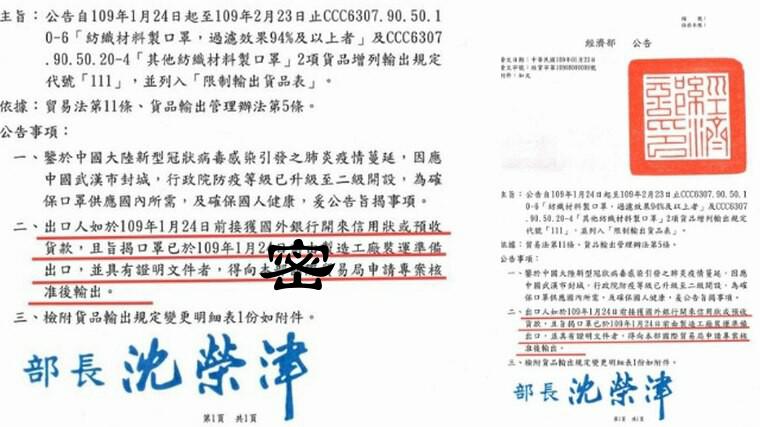 主旨：公告自109年1月24日起至109年2月23日止CCC6307.90.50.1
0-6「紡織材料製口罩，過濾效果94%及以上者」及CCC6307
.90.50.20-4「其他紡織材料製口罩」2項貨品增列輸出規定
代號「111」，並列入「限制輸出貨品表」。
依據：貿易法第11條、貨品輸出管理辦法第5條。
公告事項：
一、鑒於中國大陸新型冠狀病毒感染引發之肺炎疫情蔓延，因應
中國武漢市封城，行政院防疫等級已升級至二級開設，為確
保口罩供應國內所需，及確保國人健康，爰公告旨揭事項。
二、出口人如於109年1月24日前接獲國外銀行開來信用狀或預收
貨款，且旨揭口罩已於109年1月24日 製造工廠裝運準備
密
出口，並具有證明文件者，得向本 貿易局申請專案核
准後輸出。
三、檢附貨品輸出規定變更明細表1份如附件。
部長 沈榮津
第1頁 共1頁
檔 號：
保存年限：
經濟部 公告
發文日期：中華民國109年01月23日
發文字號：
附件：如文
經濟部印
主旨：公告自109年1月24日起至109年2月23日止CCC6307.90.50.1
0-6「紡織材料製口罩，過濾效果94%及以上者」及CCC6307
.90.50.20-4「其他紡織材料製口罩」2項貨品增列輸出規定
代號「111」，並列入「限制輸出貨品表」。
依據：貿易法第11條、貨品輸出管理辦法第5條。
公告事項：
一、鑒於中國大陸新型冠狀病毒感染引發之肺炎疫情蔓延，因應
中國武漢市封城，行政院防疫等級已升級至二級開設，為確
保口罩供應國內所需，及確保國人健康，爰公告旨揭事項。
二、出口人如於109年1月24日前接獲國外銀行開來信用狀或預收
貨款，且旨揭口罩已於109年1月24日前由製造工廠裝運準備
出口，並具有證明文件者，得向本部國際貿易局申請專案核
准後輸出。
三、檢附貨品輸出規定變更明細表1份如附件。
部長 沈榮津
第1頁 共1頁